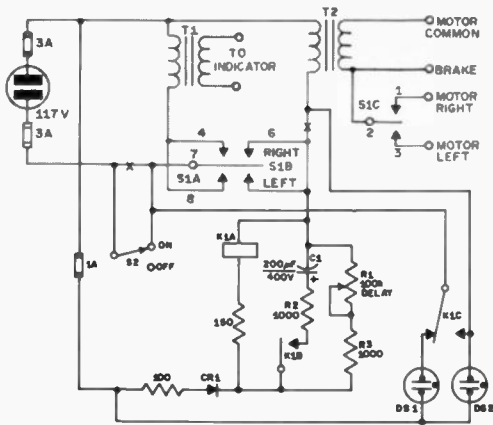 T1
T2
3A
117V
3A
TO
INDICATOR
MOTOR
COMMON
BRAKE
1
MOTOR
RIGHT
S1C
2
3
MOTOR
LEFT
4
6
RIGHT
7
S1B
S1A
LEFT
8
X
X
ON
S2
OFF
1A
K1A
C1
200µf
400V
+
R1
100K
DELAY
R2
1000
150
R3
1000
K1B
K1C
100
CR1
DS1
DS2